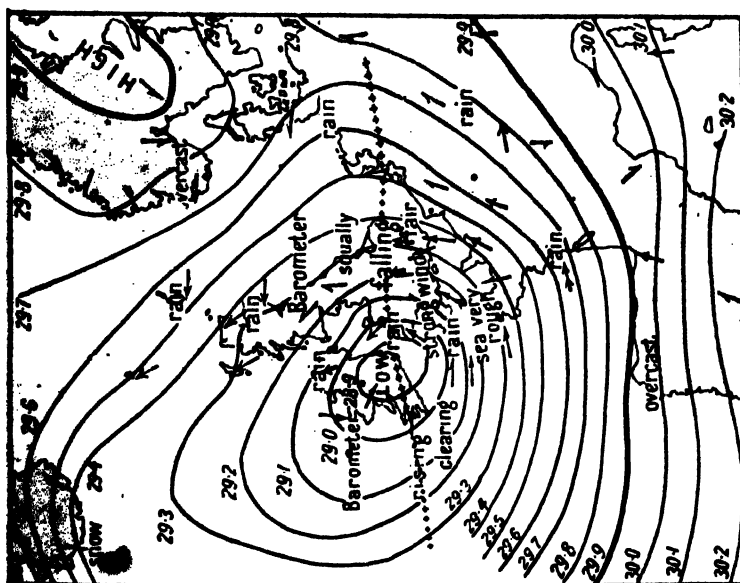 snow
29·4
29·6
29·7
29·8
HIGH
29·9
29·9
30·0
30·1
30·2
overcast
rain
rain
rain
rain
Barometer
squally
falling
fair
Low
rain
strong wind
rain
sea very
rough
rain
rain
Barometer 28·9
rising
clearing
overcast
29·0
29·1
29·2
29·3
29·3
29·4
29·5
29·6
29·7
29·8
29·9
30·0
30·1
30·2